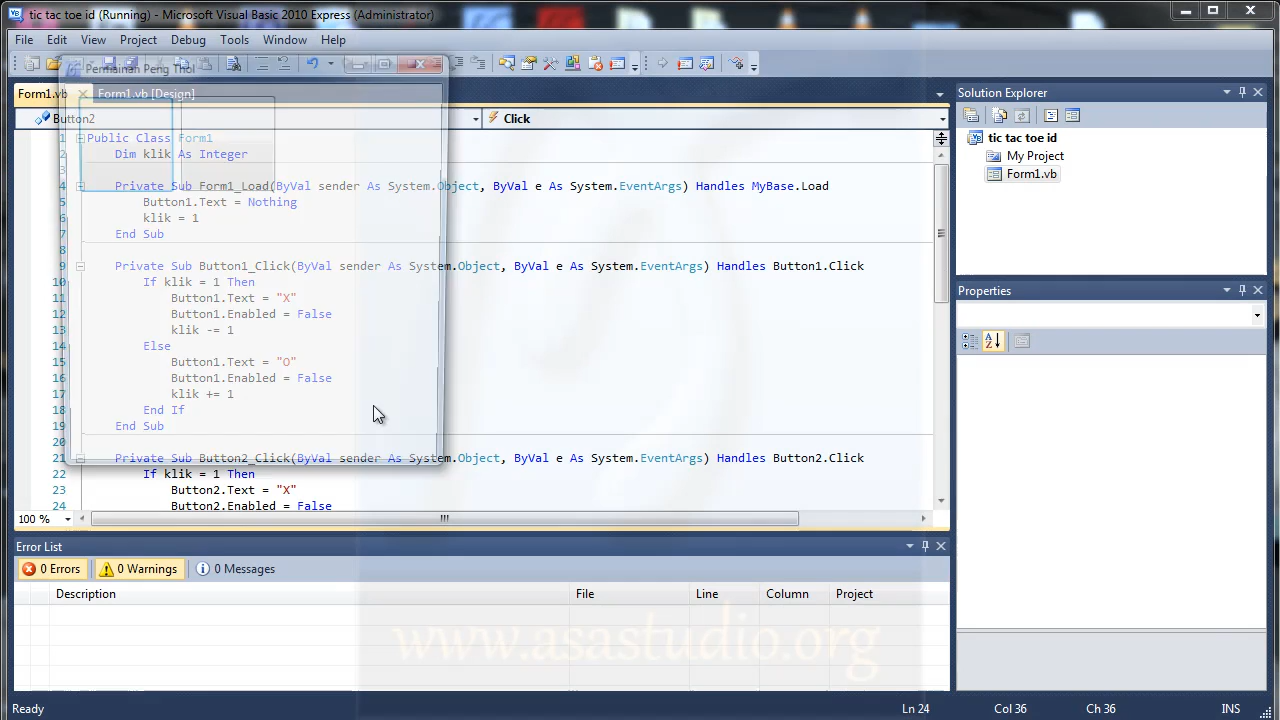 tic tac toe id (Running) - Microsoft Visual Basic 2010 Express (Administrator)
File Edit View Project Debug Tools Window Help
Permainan Peng Thol
Form1.vb Form1.vb [Design]
Button2 Click
1 Public Class Form1
2 Dim klik As Integer
3
4 Private Sub Form1_Load(ByVal sender As System.Object, ByVal e As System.EventArgs) Handles MyBase.Load
5 Button1.Text = Nothing
6 klik = 1
7 End Sub
8
9 Private Sub Button1_Click(ByVal sender As System.Object, ByVal e As System.EventArgs) Handles Button1.Click
10 If klik = 1 Then
11 Button1.Text = "X"
12 Button1.Enabled = False
13 klik -= 1
14 Else
15 Button1.Text = "O"
16 Button1.Enabled = False
17 klik += 1
18 End If
19 End Sub
20
21 Private Sub Button2_Click(ByVal sender As System.Object, ByVal e As System.EventArgs) Handles Button2.Click
22 If klik = 1 Then
23 Button2.Text = "X"
24 Button2.Enabled = False
100 %
Solution Explorer
tic tac toe id
My Project
Form1.vb
Properties
Error List
0 Errors 0 Warnings 0 Messages
Description File Line Column Project
www.asastudio.org
Ready Ln 24 Col 36 Ch 36 INS